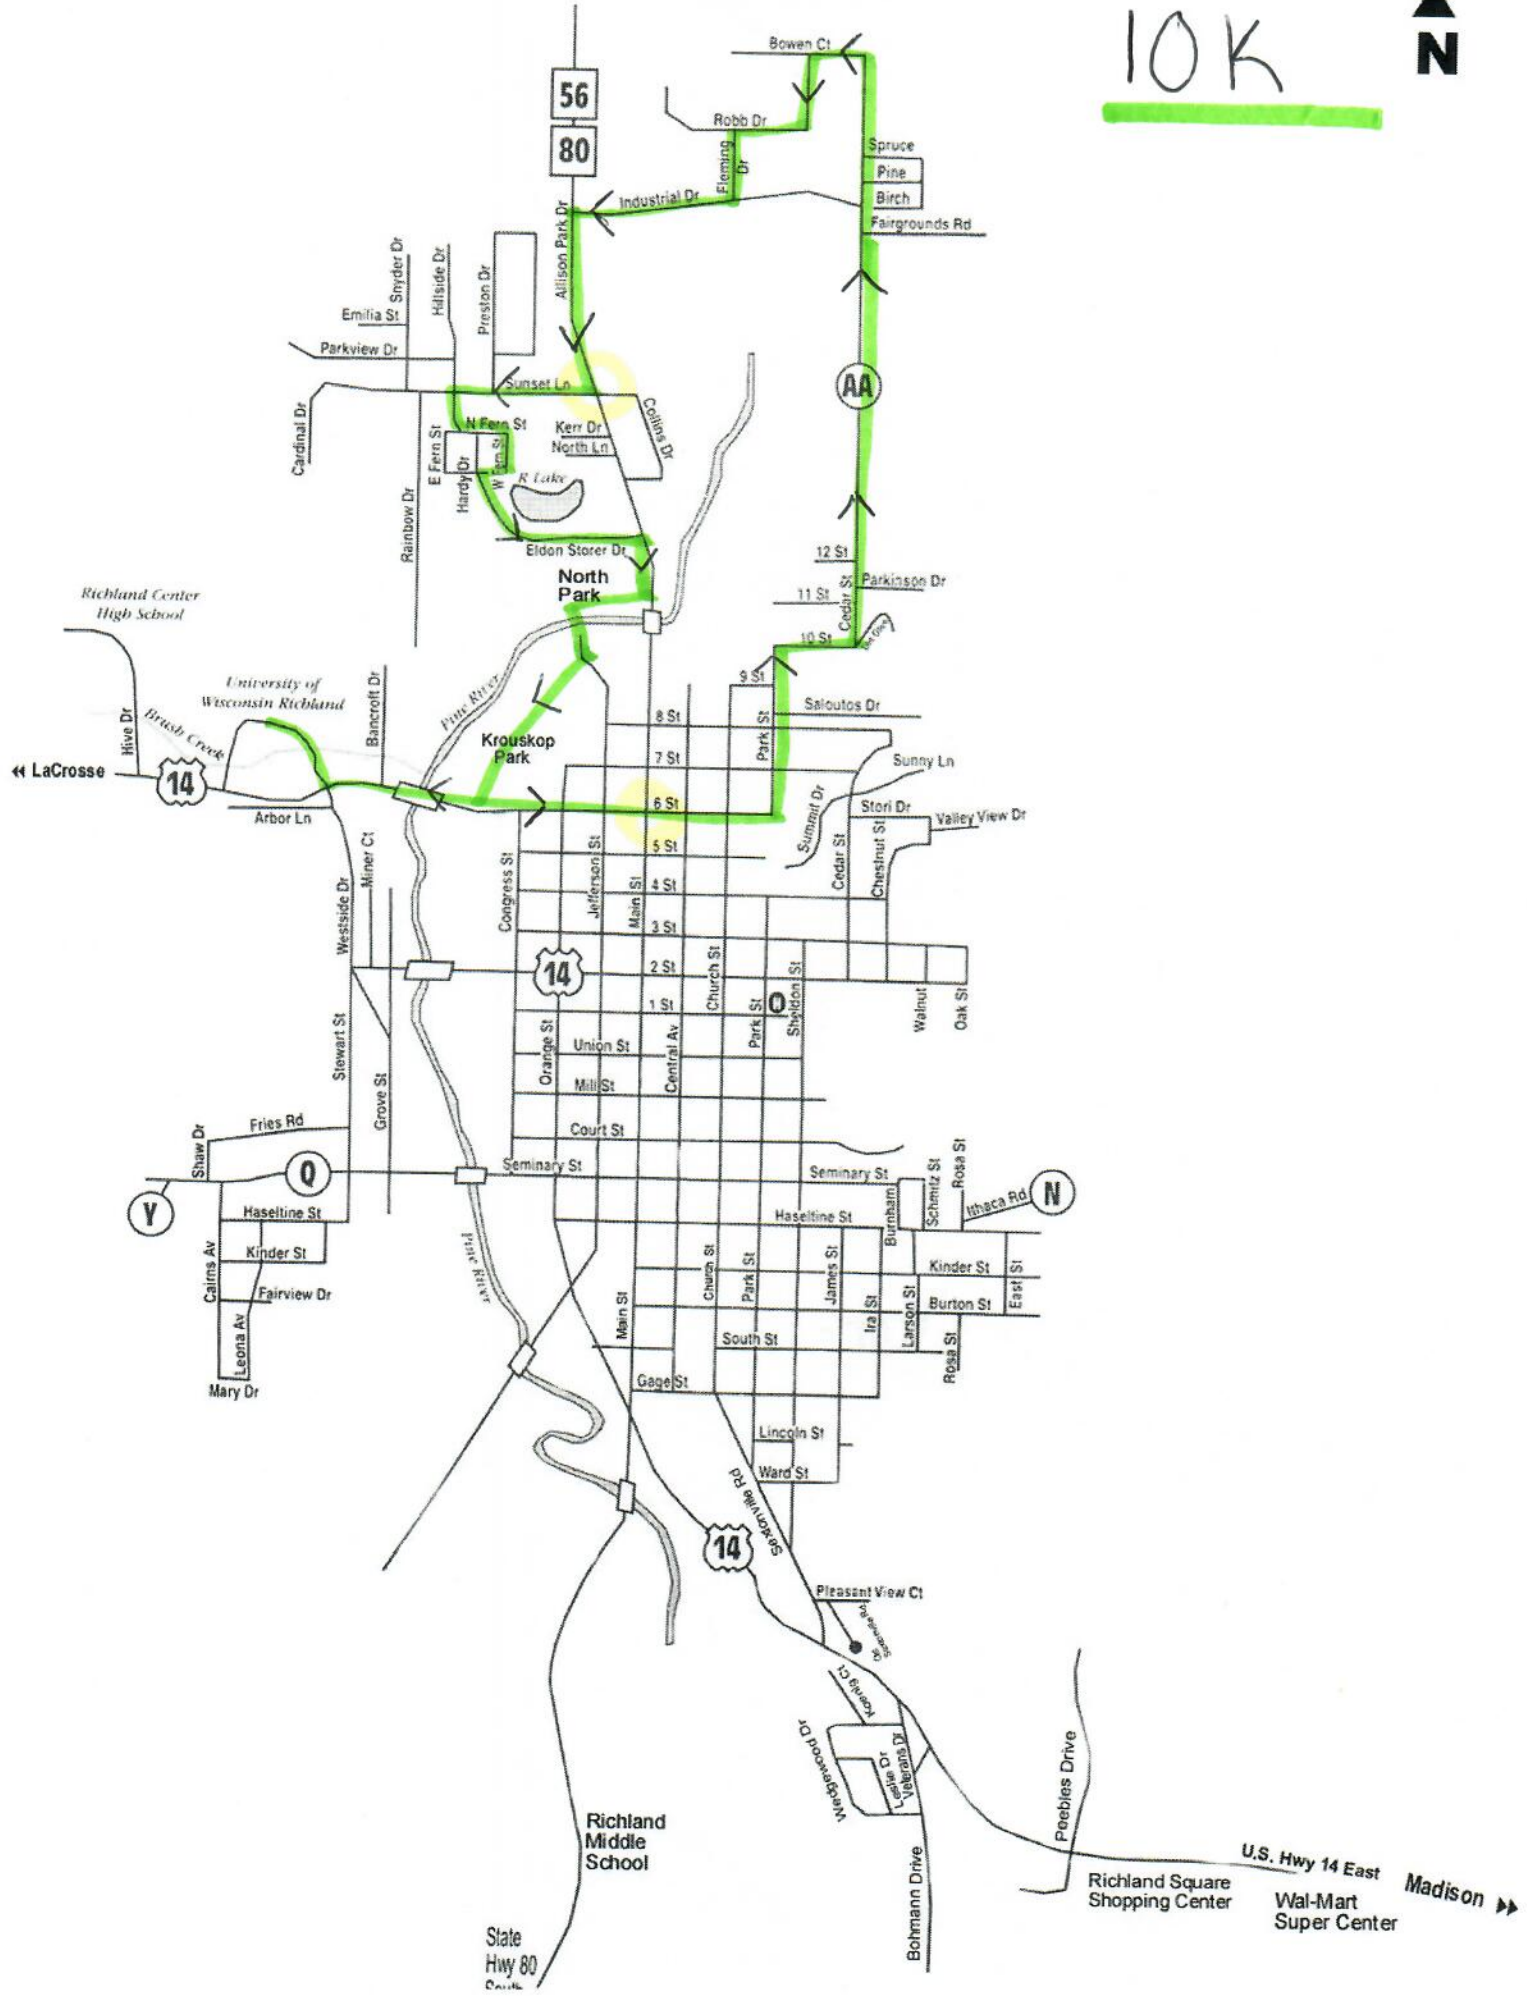 10K
N
Bowen Ct
56
80
Robb Dr
Fleming Dr
Spruce
Pine
Birch
Industrial Dr
Fairgrounds Rd
Allison Park Dr
Snyder Dr
Hillside Dr
Preston Dr
Emilia St
Parkview Dr
Sunset Ln
AA
Cardinal Dr
N Fern St
Kerr Dr
North Ln
Collins Dr
E Fern St
Hardy Dr
W Fern St
R Lake
Rainbow Dr
Eldon Storer Dr
12 St
Parkinson Dr
North
Park
11 St
Cedar St
10 St
Richland Center
High School
University of
Wisconsin Richland
9 St
Saloutos Dr
Bancroft Dr
Pine River
Hive Dr
Brush Creek
8 St
Park St
Krouskop
Park
7 St
Sunny Ln
LaCrosse
14
6 St
Summit Dr
Stori Dr
Valley View Dr
Arbor Ln
Miner Ct
5 St
Cedar St
Chestnut St
Congress St
Jefferson St
Main St
4 St
Westside Dr
3 St
14
2 St
Church St
Sheldon St
1 St
Park St
O
Walnut
Oak St
Stewart St
Grove St
Orange St
Union St
Central Av
Mill St
Fries Rd
Court St
Shaw Dr
Q
Seminary St
Seminary St
Schmitz St
Rosa St
Y
Ithaca Rd
N
Haseltine St
Haseltine St
Burnham
Cairns Av
Kinder St
Pine River
Church St
Park St
James St
Kinder St
East St
Fairview Dr
Main St
Ira St
Larson St
Burton St
Leona Av
South St
Rosa St
Mary Dr
Gage St
Lincoln St
Ward St
Sextonville Rd
14
Pleasant View Ct
Old
Sextonville Rd
Koenig Ct
Wedgewood Dr
Leslie Dr
Veterans Dr
Peebles Drive
Richland
Middle
School
Bohmann Drive
U.S. Hwy 14 East
Madison
Richland Square
Shopping Center
Wal-Mart
Super Center
State
Hwy 80
South